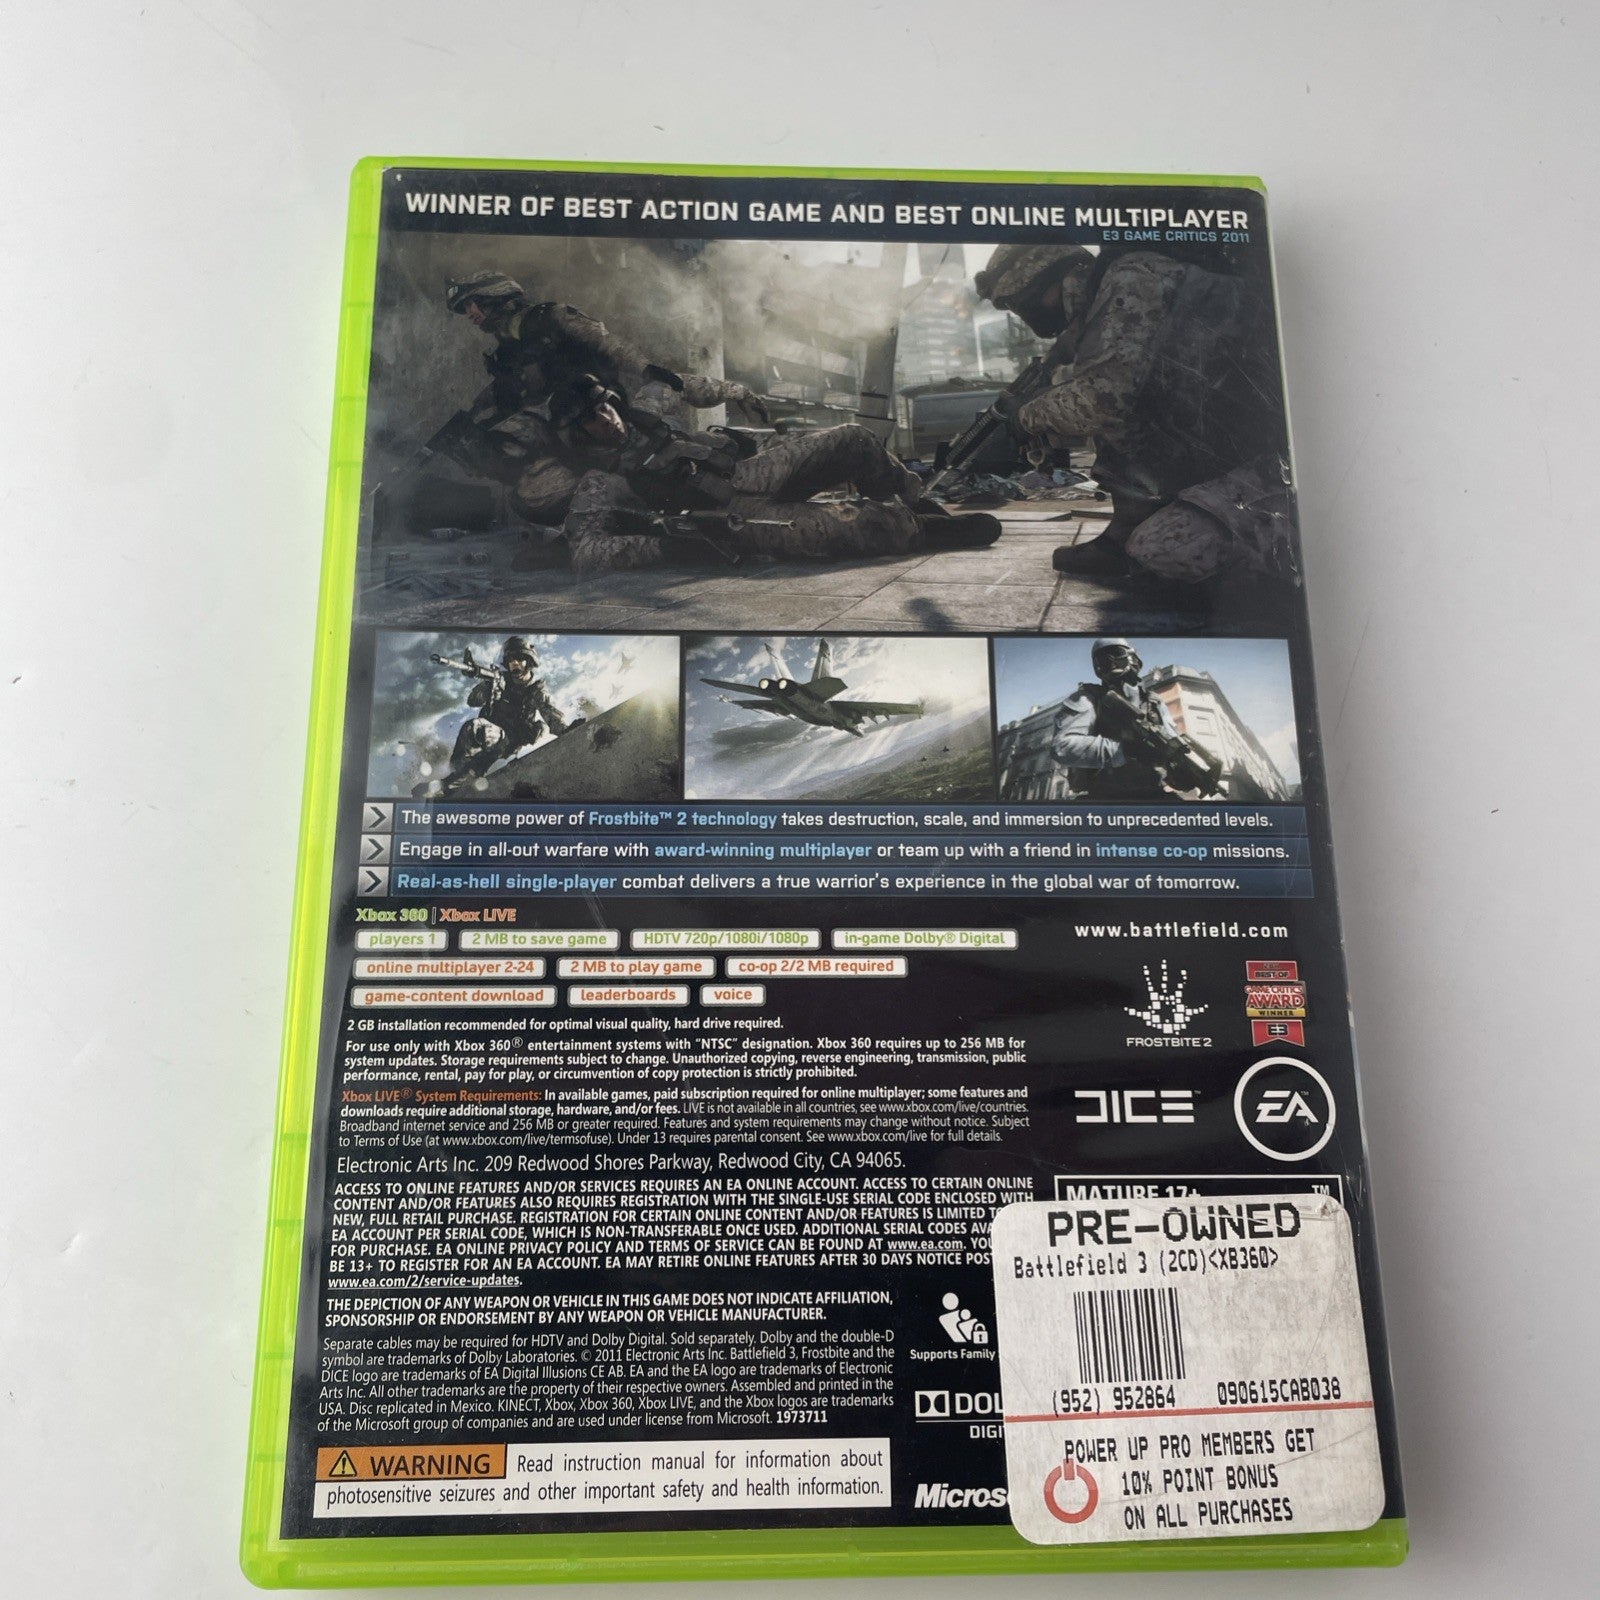 WINNER OF BEST ACTION GAME AND BEST ONLINE MULTIPLAYER
E3 GAME CRITICS 2011
The awesome power of Frostbite™ 2 technology takes destruction, scale, and immersion to unprecedented levels.
Engage in all-out warfare with award-winning multiplayer or team up with a friend in intense co-op missions.
Real-as-hell single-player combat delivers a true warrior's experience in the global war of tomorrow.
Xbox 360 | Xbox LIVE
players 1 2 MB to save game HDTV 720p/1080i/1080p in-game Dolby® Digital
online multiplayer 2-24 2 MB to play game co-op 2/2 MB required
game-content download leaderboards voice
www.battlefield.com
FROSTBITE 2
BEST OF
GAME CRITICS
AWARD
WINNER
E3
DICE™
EA™
2 GB installation recommended for optimal visual quality, hard drive required.
For use only with Xbox 360® entertainment systems with "NTSC" designation. Xbox 360 requires up to 256 MB for
system updates. Storage requirements subject to change. Unauthorized copying, reverse engineering, transmission, public
performance, rental, pay for play, or circumvention of copy protection is strictly prohibited.
Xbox LIVE® System Requirements: In available games, paid subscription required for online multiplayer; some features and
downloads require additional storage, hardware, and/or fees. LIVE is not available in all countries, see www.xbox.com/live/countries.
Broadband internet service and 256 MB or greater required. Features and system requirements may change without notice. Subject
to Terms of Use (at www.xbox.com/live/termsofuse). Under 13 requires parental consent. See www.xbox.com/live for full details.
Electronic Arts Inc. 209 Redwood Shores Parkway, Redwood City, CA 94065.
ACCESS TO ONLINE FEATURES AND/OR SERVICES REQUIRES AN EA ONLINE ACCOUNT. ACCESS TO CERTAIN ONLINE
CONTENT AND/OR FEATURES ALSO REQUIRES REGISTRATION WITH THE SINGLE-USE SERIAL CODE ENCLOSED WITH
NEW, FULL RETAIL PURCHASE. REGISTRATION FOR CERTAIN ONLINE CONTENT AND/OR FEATURES IS LIMITED
EA ACCOUNT PER SERIAL CODE, WHICH IS NON-TRANSFERABLE ONCE USED. ADDITIONAL SERIAL CODES
FOR PURCHASE. EA ONLINE PRIVACY POLICY AND TERMS OF SERVICE CAN BE FOUND AT www.ea.com.
BE 13+ TO REGISTER FOR AN EA ACCOUNT. EA MAY RETIRE ONLINE FEATURES AFTER 30 DAYS NOTICE
www.ea.com/2/service-updates.
THE DEPICTION OF ANY WEAPON OR VEHICLE IN THIS GAME DOES NOT INDICATE AFFILIATION,
SPONSORSHIP OR ENDORSEMENT BY ANY WEAPON OR VEHICLE MANUFACTURER.
Separate cables may be required for HDTV and Dolby Digital. Sold separately. Dolby and the double-D
symbol are trademarks of Dolby Laboratories. © 2011 Electronic Arts Inc. Battlefield 3, Frostbite and the
DICE logo are trademarks of EA Digital Illusions CE AB. EA and the EA logo are trademarks of Electronic
Arts Inc. All other trademarks are the property of their respective owners. Assembled and printed in the
USA. Disc replicated in Mexico. KINECT, Xbox, Xbox 360, Xbox LIVE, and the Xbox logos are trademarks
of the Microsoft group of companies and are used under license from Microsoft. 1973711
WARNING Read instruction manual for information about
photosensitive seizures and other important safety and health information.
Supports Family
MATURE 17+ ™
PRE-OWNED
Battlefield 3 (2CD)<XB360>
(952) 952864 090615CAB038
POWER UP PRO MEMBERS GET
10% POINT BONUS
ON ALL PURCHASES